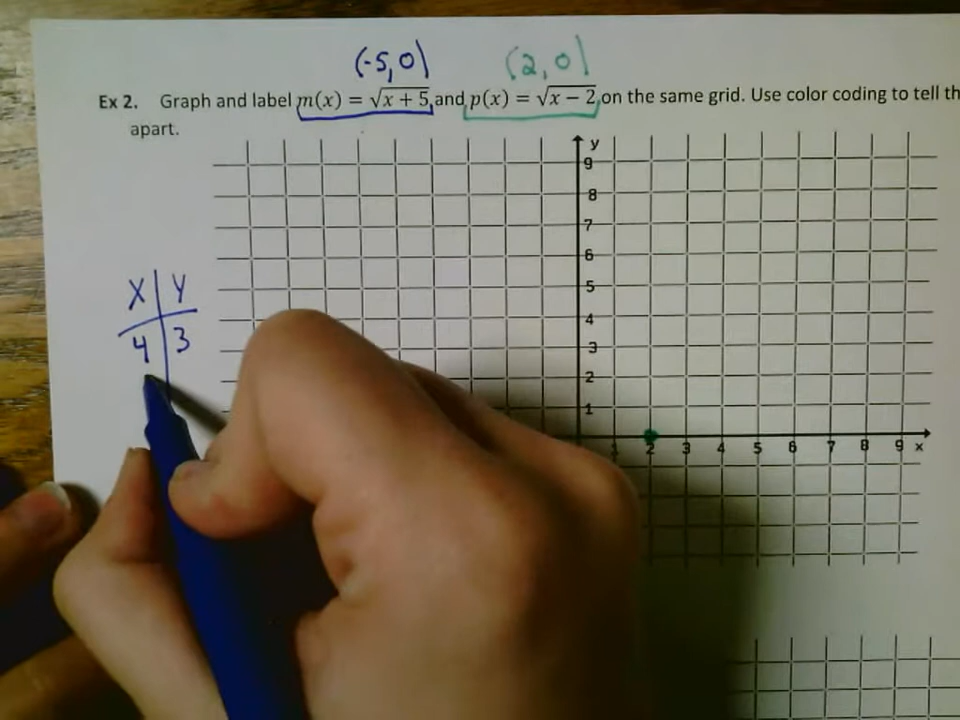 (-5,0) (2,0)
Ex 2. Graph and label m(x) = √x + 5 and p(x) = √x − 2 on the same grid. Use color coding to tell th
apart.
y
9
8
7
6
5
4
3
2
1
2 3 4 5 6 7 8 9 x
X Y
4 3